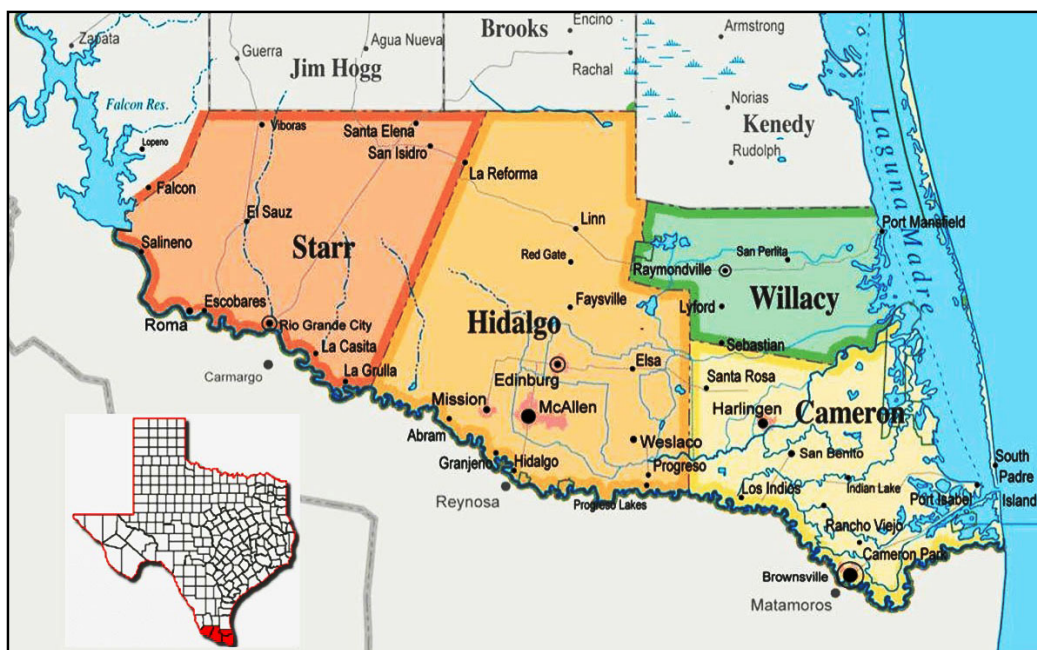 Zapata
Guerra
Agua Nueva
Jim Hogg
Brooks
Encino
Rachal
Armstrong
Norias
Kenedy
Rudolph
Falcon Res.
Lopeno
Falcon
Viboras
Santa Elena
San Isidro
La Reforma
El Sauz
Starr
Salineno
Escobares
Roma
Rio Grande City
La Casita
La Grulla
Carmargo
Linn
Red Gate
Faysville
Hidalgo
Edinburg
Elsa
Mission
McAllen
Abram
Weslaco
Granjeno
Hidalgo
Progreso
Progreso Lakes
Reynosa
Laguna Madre
Port Mansfield
San Perlita
Raymondville
Willacy
Lyford
Sebastian
Santa Rosa
Cameron
Harlingen
San Benito
Los Indios
Indian Lake
Port Isabel
South
Padre
Island
Rancho Viejo
Cameron Park
Brownsville
Matamoros